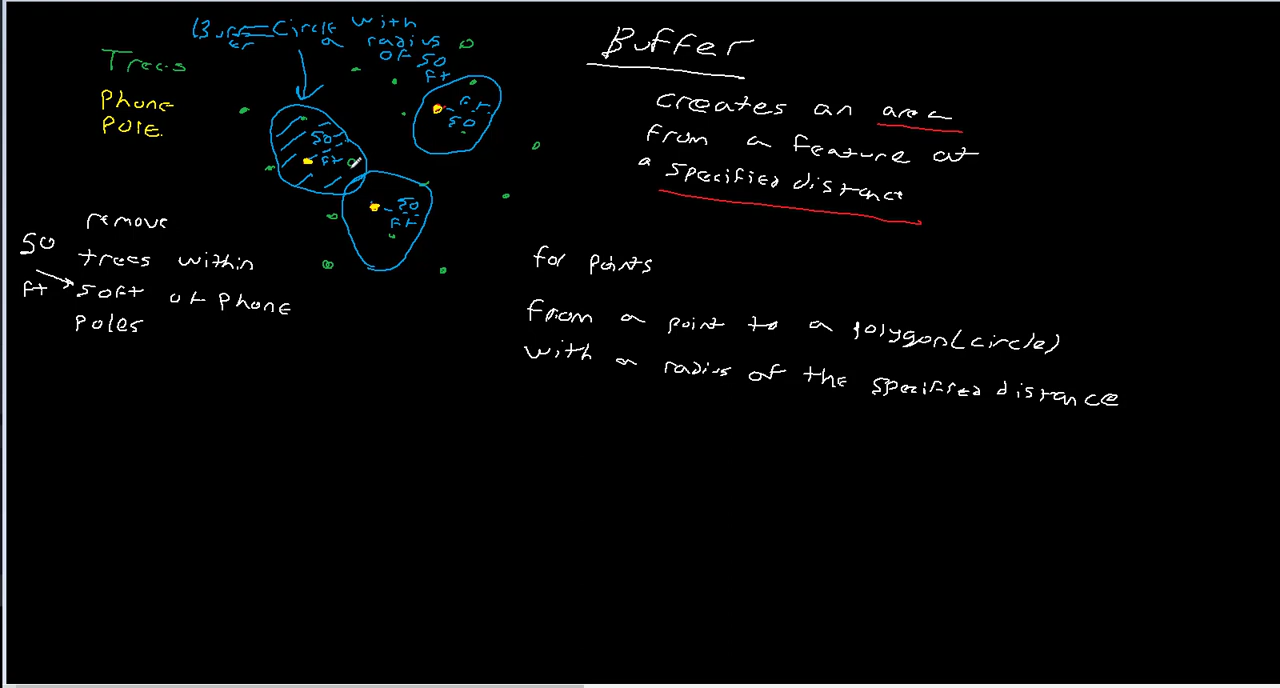 Buffer = Circle with
a radius
of 50
ft
Trees
Phone
Pole
50
ft
ft
50
50
ft
remove
50 trees within
ft 50ft of phone
poles
Buffer
creates an area
from a feature at
a specified distance
for points
from a point to a polygon(circle)
with a radius of the specified distance